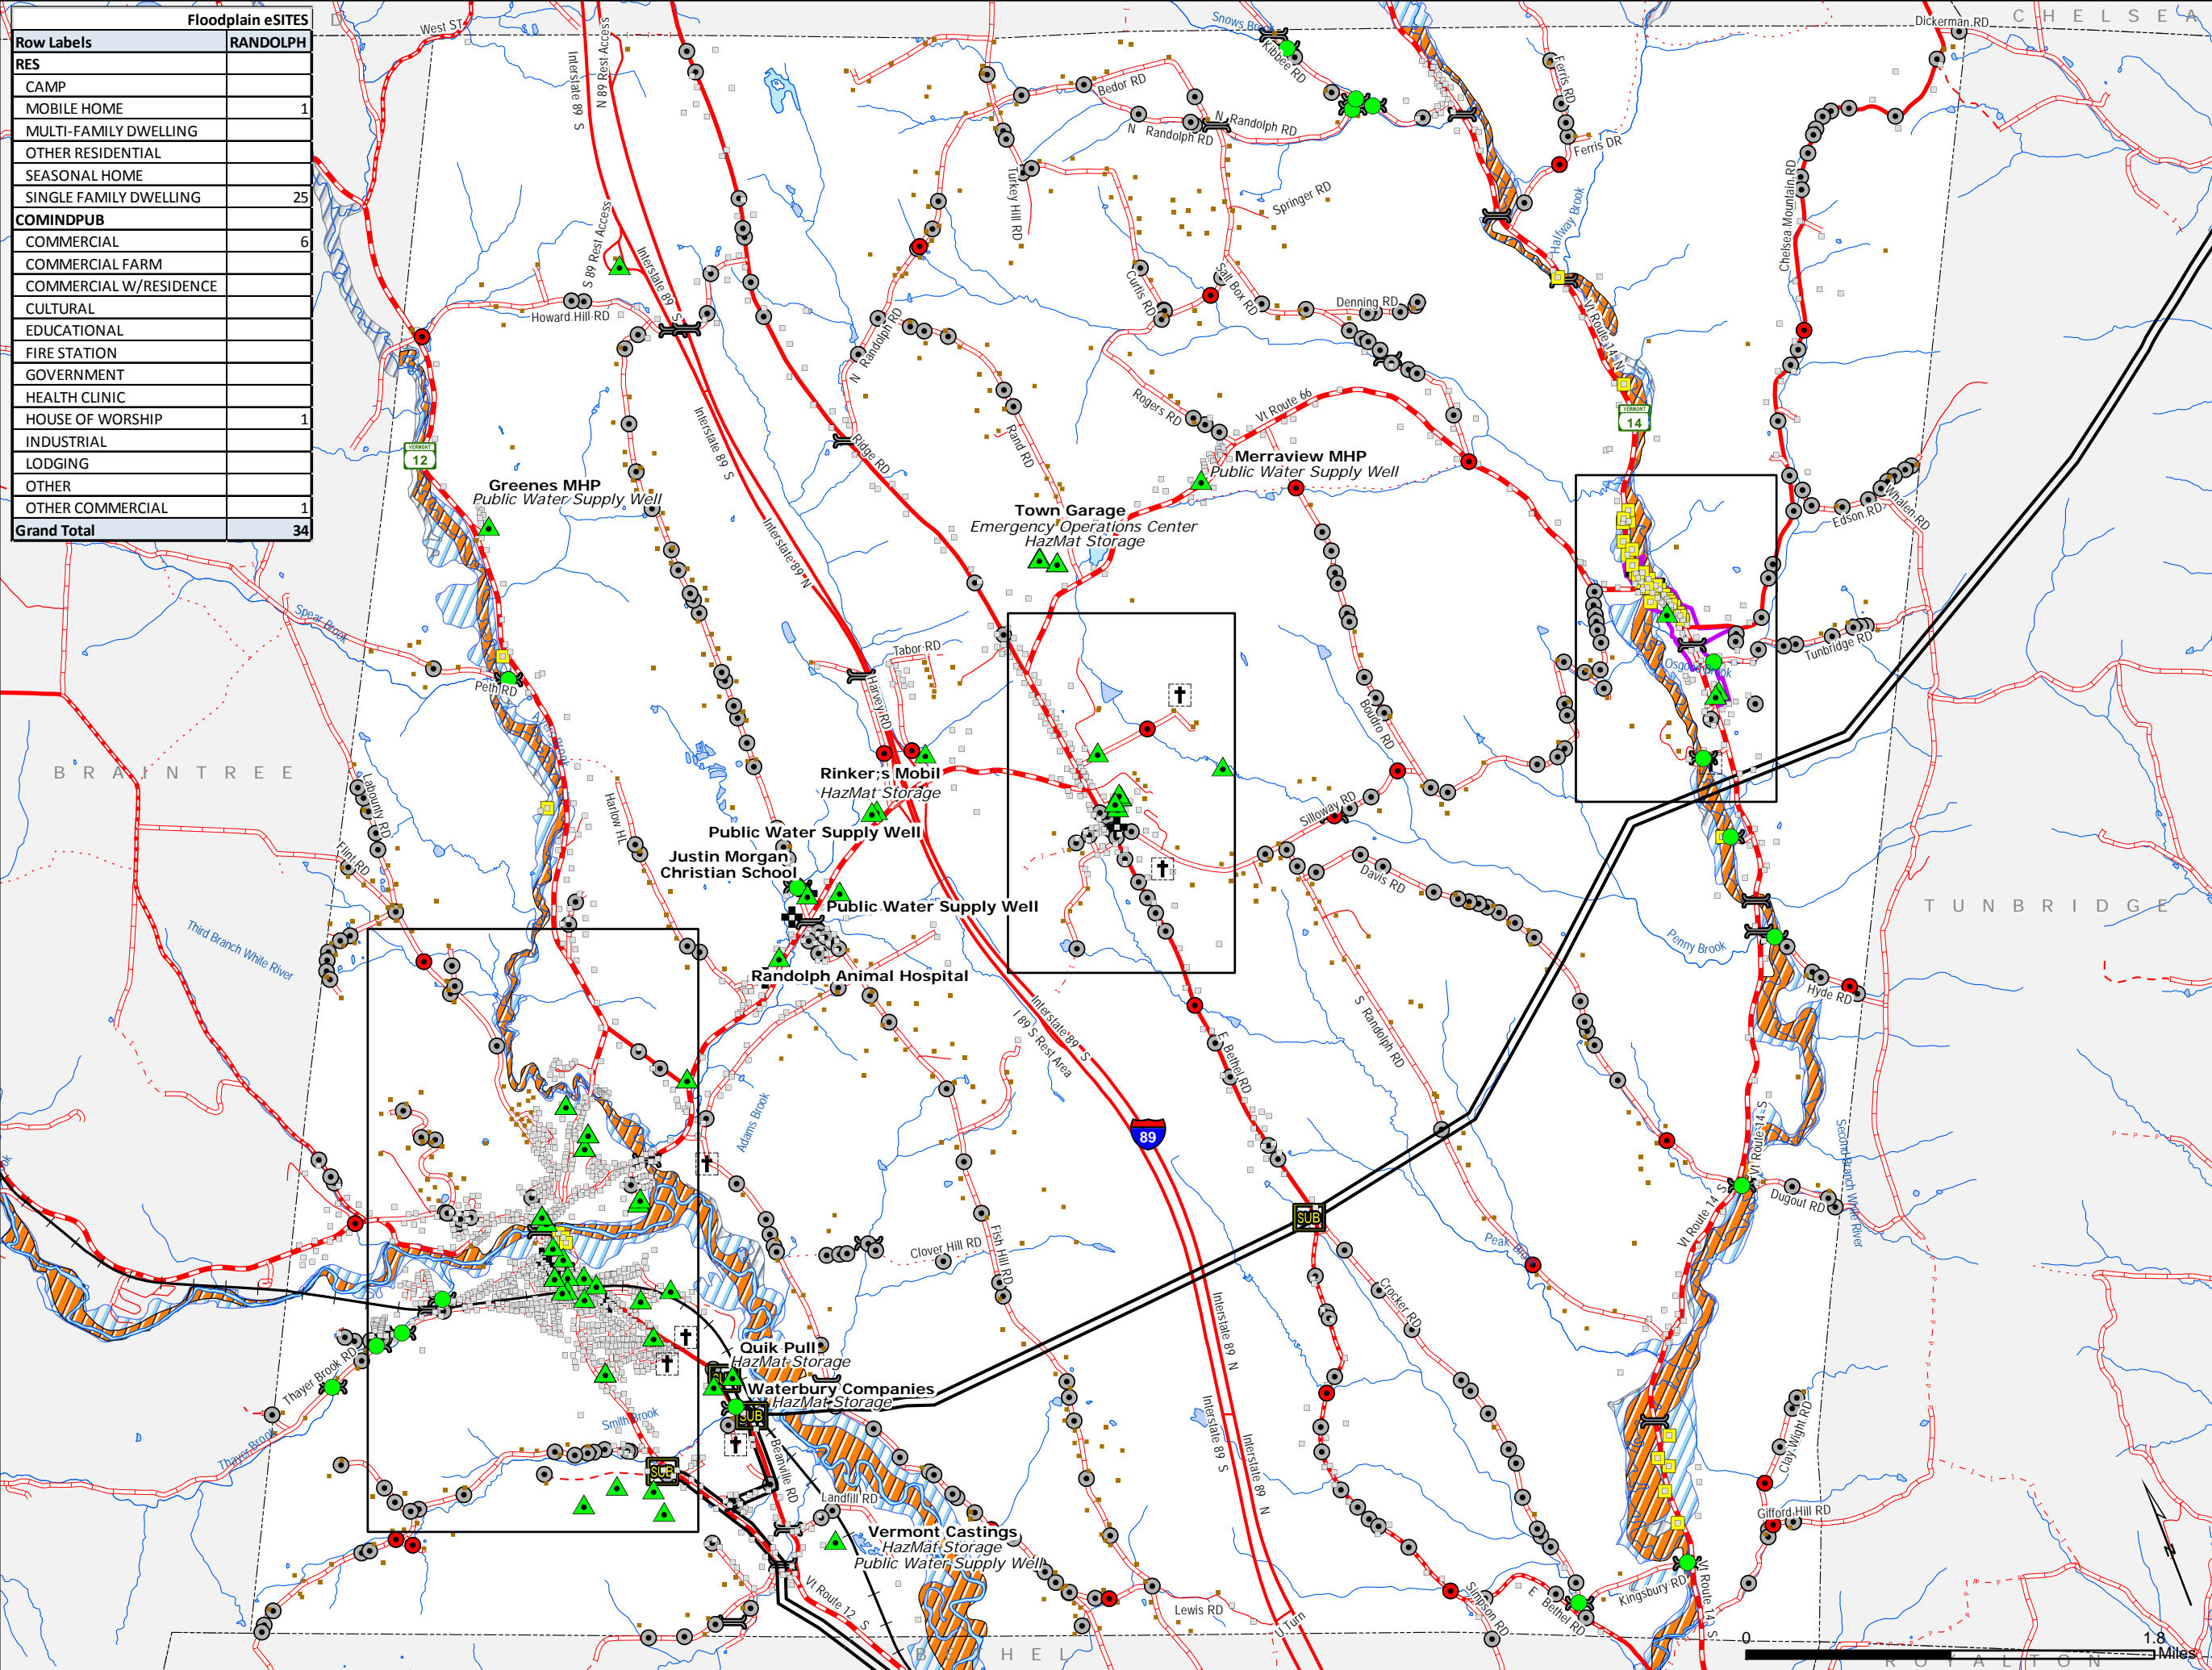 Floodplain eSITES
Row Labels RANDOLPH
RES
CAMP
MOBILE HOME 1
MULTI-FAMILY DWELLING
OTHER RESIDENTIAL
SEASONAL HOME
SINGLE FAMILY DWELLING 25
COMINDPUB
COMMERCIAL 6
COMMERCIAL FARM
COMMERCIAL W/RESIDENCE
CULTURAL
EDUCATIONAL
FIRE STATION
GOVERNMENT
HEALTH CLINIC
HOUSE OF WORSHIP 1
INDUSTRIAL
LODGING
OTHER
OTHER COMMERCIAL 1
Grand Total 34
West ST
Interstate 89 S
N 89 Rest Access
Snows Br
Kibbee RD
Ferris RD
Dickerman RD
CHELSEA
Bedor RD
N Randolph RD
N Randolph RD
Ferris DR
Turkey Hill RD
Springer RD
Halfway Brook
Chelsea Mountain RD
S 89 Rest Access
Interstate 89 S
Howard Hill RD
Curtis RD
Salt Box RD
Denning RD
Vt Route 14 N
N Randolph RD
VERMONT
14
VERMONT
12
Rogers RD
Vt Route 66
Rand RD
Ridge RD
Interstate 89 S
Merraview MHP
Public Water Supply Well
Greenes MHP
Public Water Supply Well
Town Garage
Emergency Operations Center
HazMat Storage
Interstate 89 N
Edson RD
Whalen RD
Spear Brook
Peth RD
Ayers Brook
Tabor RD
Harvey RD
Boudro RD
Osgood Brook
Tunbridge RD
BRAINTREE
Labounty RD
Flint RD
Harlow HL
Rinker;s Mobil
HazMat Storage
Public Water Supply Well
Justin Morgan
Christian School
Public Water Supply Well
Randolph Animal Hospital
Silloway RD
Davis RD
TUNBRIDGE
Third Branch White River
Penny Brook
Hyde RD
Interstate 89 S
I 89 S Rest Area
S Randolph RD
E Bethel RD
Adams Brook
89
Vt Route 14 S
Second Branch White River
Dugout RD
Vt Route 14 S
SUB
Clover Hill RD
Fish Hill RD
Peak Br
Crocker RD
Interstate 89 N
Thayer Brook RD
Quik Pull
HazMat Storage
Waterbury Companies
HazMat Storage
SUB
Smith Brook
Thayer Brook
SUB
Beanville RD
Landfill RD
Interstate 89 S
Interstate 89 N
Clay Wight RD
Gifford Hill RD
Vermont Castings
HazMat Storage
Public Water Supply Well
Vt Route 12 S
Lewis RD
U Turn
Simpson RD
E Bethel RD
Kingsbury RD
Vt Route 14 S
BETHEL
ROYALTON
0 1.8
Miles
N